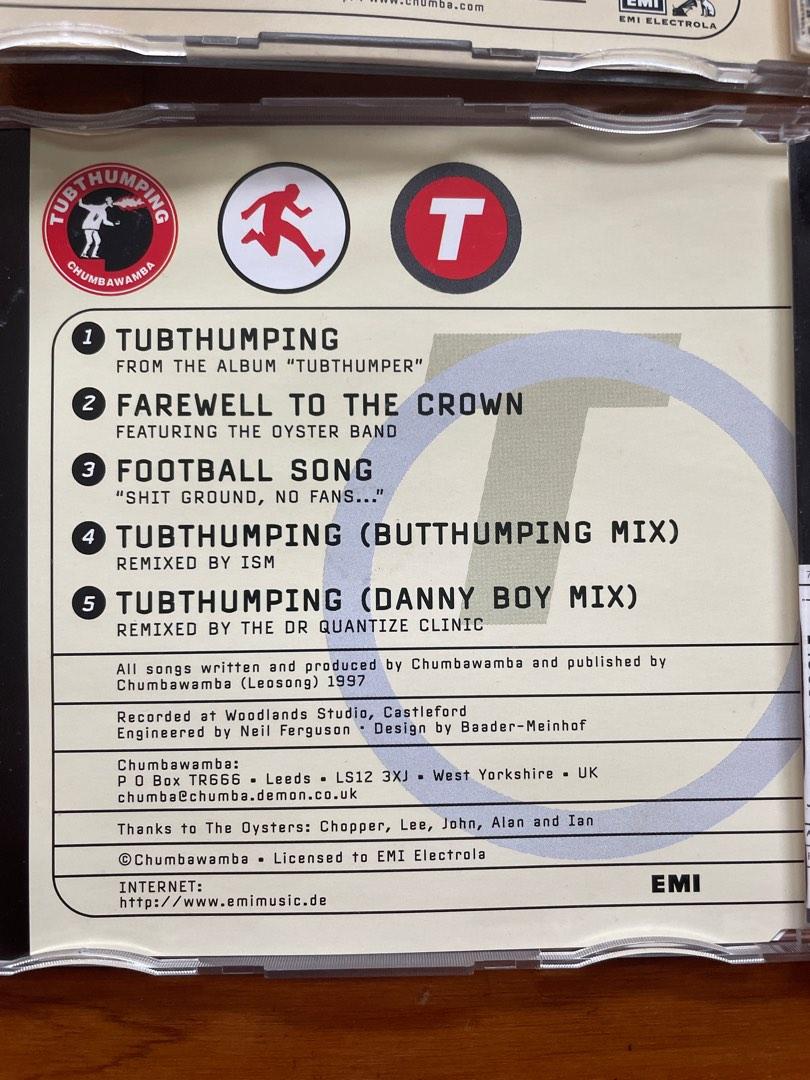 www.chumba.com
EMI
EMI ELECTROLA
TUBTHUMPING
CHUMBAWAMBA
T
1 TUBTHUMPING
FROM THE ALBUM "TUBTHUMPER"
2 FAREWELL TO THE CROWN
FEATURING THE OYSTER BAND
3 FOOTBALL SONG
"SHIT GROUND, NO FANS..."
4 TUBTHUMPING (BUTTHUMPING MIX)
REMIXED BY ISM
5 TUBTHUMPING (DANNY BOY MIX)
REMIXED BY THE DR QUANTIZE CLINIC
All songs written and produced by Chumbawamba and published by
Chumbawamba (Leosong) 1997
Recorded at Woodlands Studio, Castleford
Engineered by Neil Ferguson • Design by Baader-Meinhof
Chumbawamba:
P O Box TR666 • Leeds • LS12 3XJ • West Yorkshire • UK
chumba@chumba.demon.co.uk
Thanks to The Oysters: Chopper, Lee, John, Alan and Ian
©Chumbawamba • Licensed to EMI Electrola
INTERNET:
http://www.emimusic.de
EMI